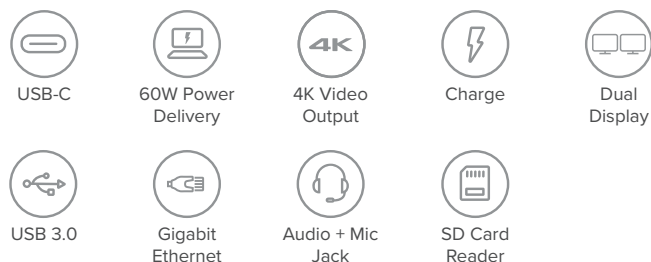 4K
USB-C
60W Power
Delivery
4K Video
Output
Charge
Dual
Display
USB 3.0
Gigabit
Ethernet
Audio + Mic
Jack
SD Card
Reader